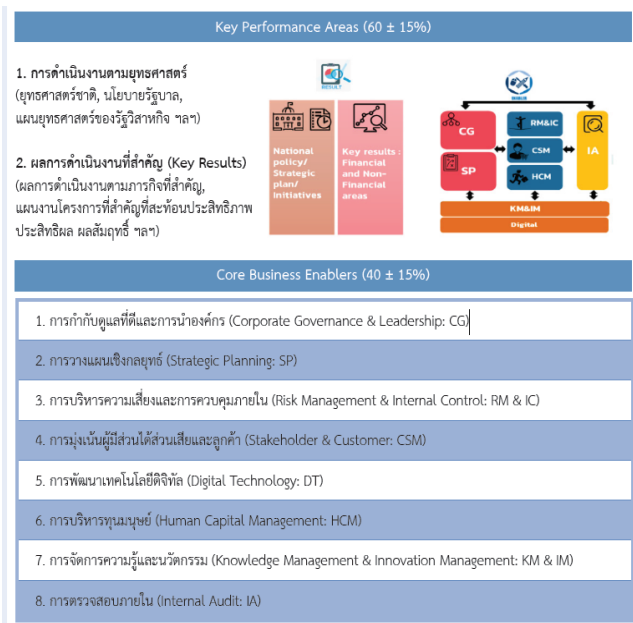 Key Performance Areas (60 ± 15%)
1. การดำเนินงานตามยุทธศาสตร์
(ยุทธศาสตร์ชาติ, นโยบายรัฐบาล,
แผนยุทธศาสตร์ของรัฐวิสาหกิจ ฯลฯ)
2. ผลการดำเนินงานที่สำคัญ (Key Results)
(ผลการดำเนินงานตามภารกิจที่สำคัญ,
แผนงานโครงการที่สำคัญที่สะท้อนประสิทธิภาพ
ประสิทธิผล ผลสัมฤทธิ์ ฯลฯ)
RESULT
National
policy/
Strategic
plan/
Initiatives
Key results :
Financial
and Non-
Financial
areas
CG
SP
RM&IC
CSM
HCM
IA
KM&IM
Digital
Core Business Enablers (40 ± 15%)
1. การกำกับดูแลที่ดีและการนำองค์กร (Corporate Governance & Leadership: CG)
2. การวางแผนเชิงกลยุทธ์ (Strategic Planning: SP)
3. การบริหารความเสี่ยงและการควบคุมภายใน (Risk Management & Internal Control: RM & IC)
4. การมุ่งเน้นผู้มีส่วนได้ส่วนเสียและลูกค้า (Stakeholder & Customer: CSM)
5. การพัฒนาเทคโนโลยีดิจิทัล (Digital Technology: DT)
6. การบริหารทุนมนุษย์ (Human Capital Management: HCM)
7. การจัดการความรู้และนวัตกรรม (Knowledge Management & Innovation Management: KM & IM)
8. การตรวจสอบภายใน (Internal Audit: IA)